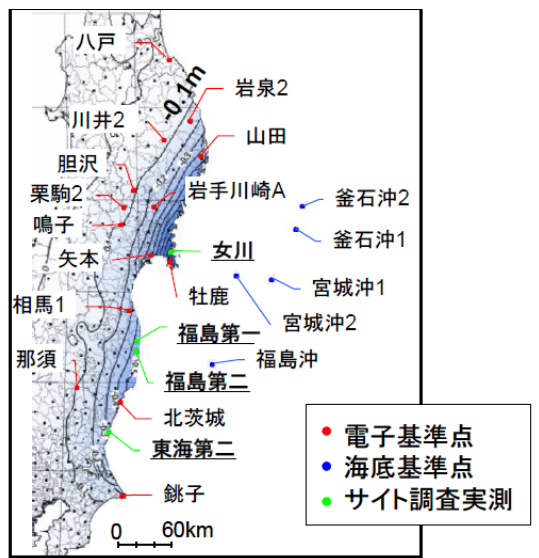 八戸
-0.1m
岩泉2
川井2
山田
胆沢
栗駒2
岩手川崎A
釜石沖2
鳴子
釜石沖1
矢本
女川
牡鹿
宮城沖1
相馬1
宮城沖2
福島第一
那須
福島沖
福島第二
北茨城
東海第二
銚子
0 60km
電子基準点
海底基準点
サイト調査実測